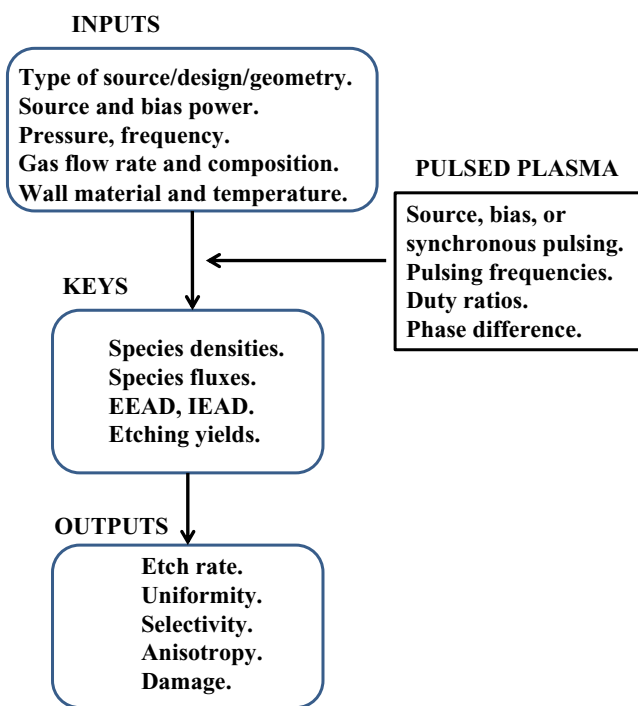 INPUTS
Type of source/design/geometry.
Source and bias power.
Pressure, frequency.
Gas flow rate and composition.
Wall material and temperature.
PULSED PLASMA
Source, bias, or
synchronous pulsing.
Pulsing frequencies.
Duty ratios.
Phase difference.
KEYS
Species densities.
Species fluxes.
EEAD, IEAD.
Etching yields.
OUTPUTS
Etch rate.
Uniformity.
Selectivity.
Anisotropy.
Damage.